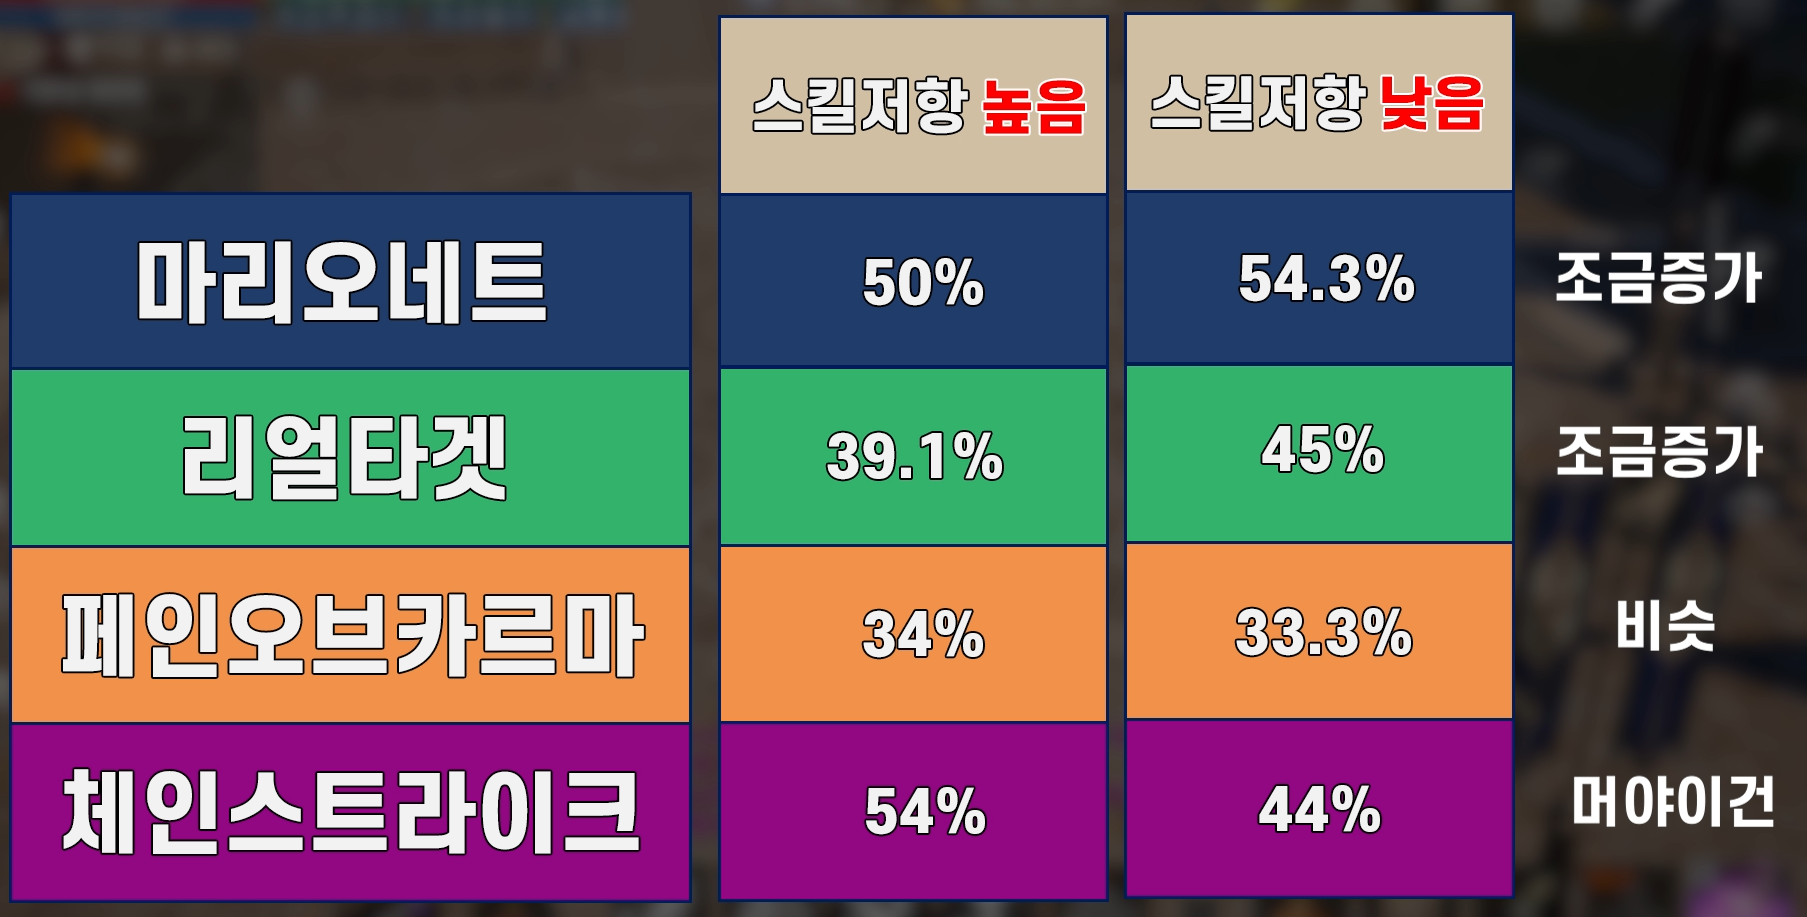 스킬저항 높음
스킬저항 낮음
마리오네트
50%
54.3%
조금증가
리얼타겟
39.1%
45%
조금증가
페인오브카르마
34%
33.3%
비슷
체인스트라이크
54%
44%
머야이건